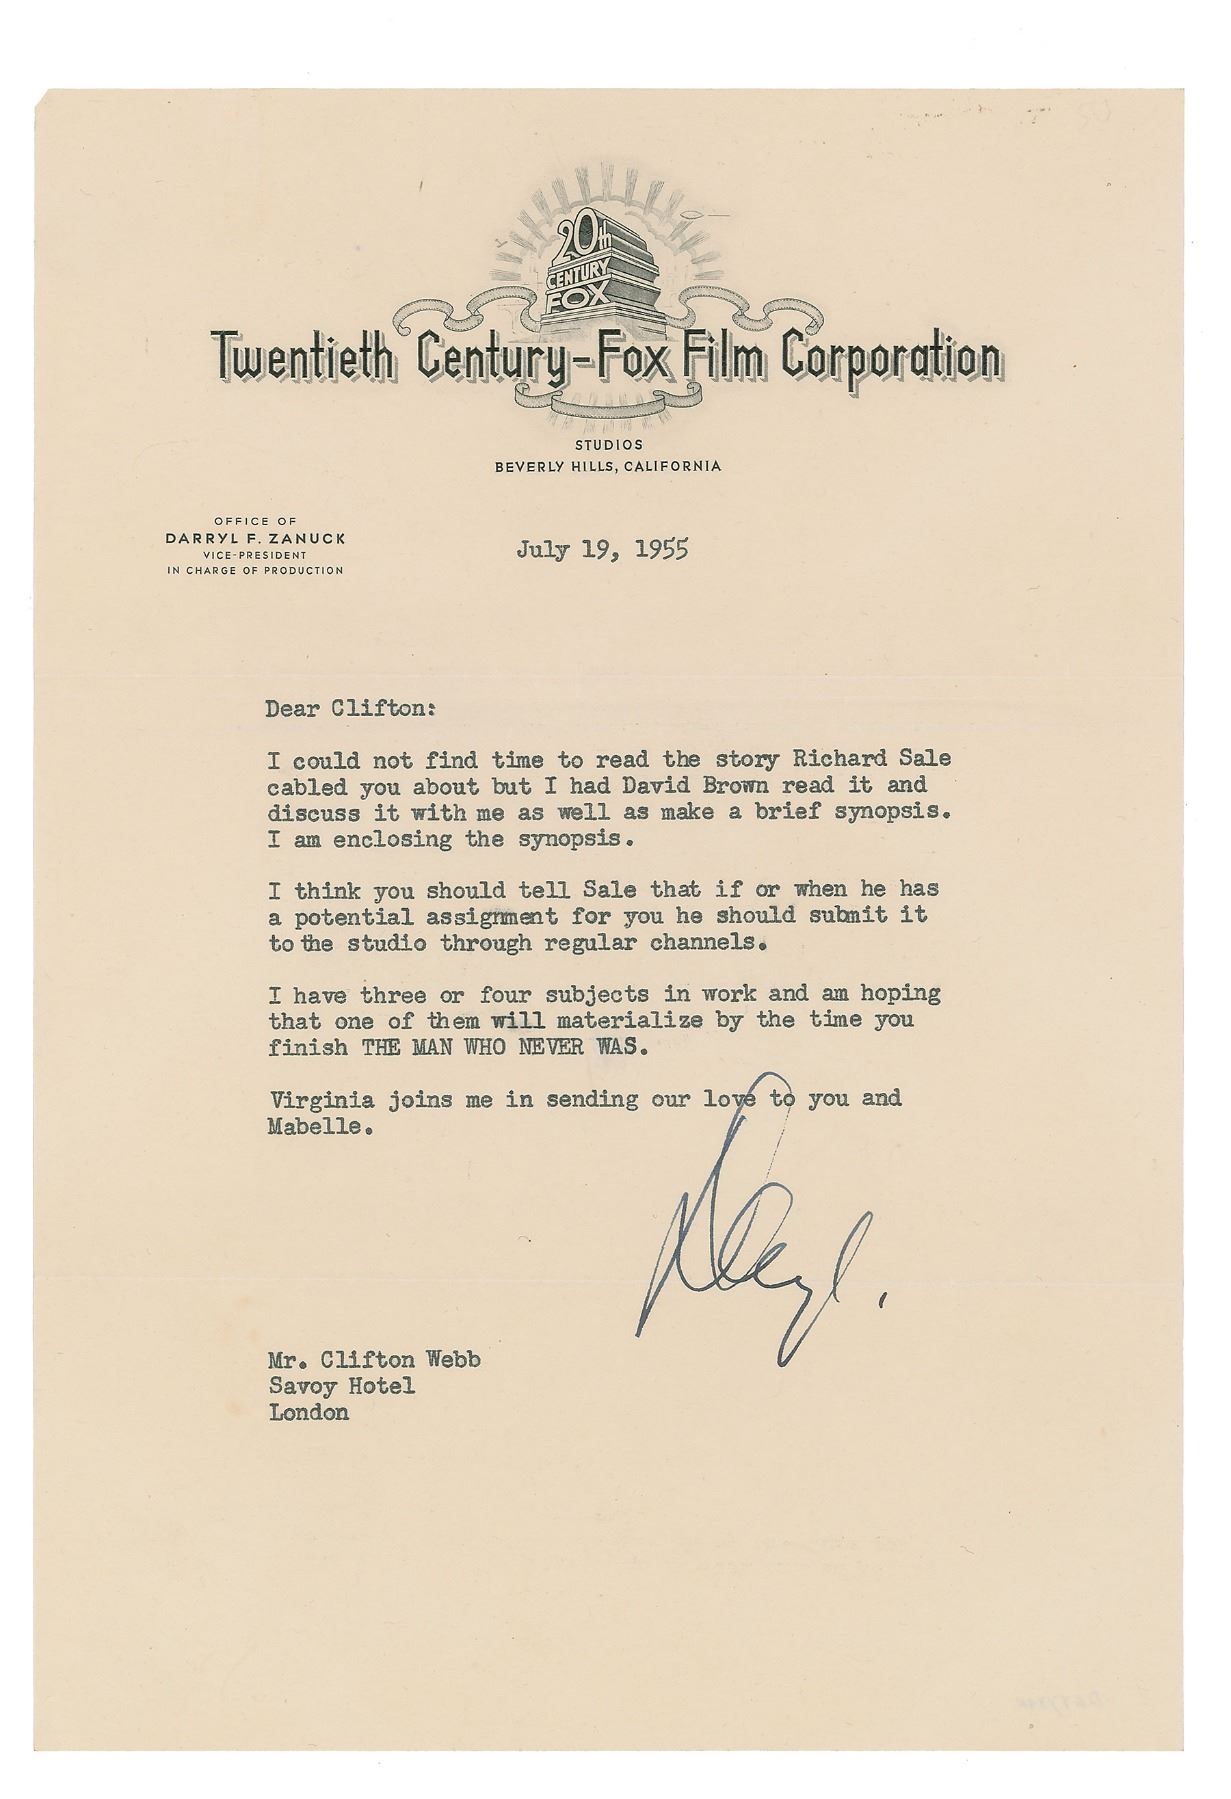 20th
CENTURY
FOX
Twentieth Century-Fox Film Corporation
STUDIOS
BEVERLY HILLS, CALIFORNIA
OFFICE OF
DARRYL F. ZANUCK
VICE-PRESIDENT
IN CHARGE OF PRODUCTION
July 19, 1955
Dear Clifton:
I could not find time to read the story Richard Sale
cabled you about but I had David Brown read it and
discuss it with me as well as make a brief synopsis.
I am enclosing the synopsis.
I think you should tell Sale that if or when he has
a potential assignment for you he should submit it
to the studio through regular channels.
I have three or four subjects in work and am hoping
that one of them will materialize by the time you
finish THE MAN WHO NEVER WAS.
Virginia joins me in sending our love to you and
Mabelle.
Darryl.
Mr. Clifton Webb
Savoy Hotel
London